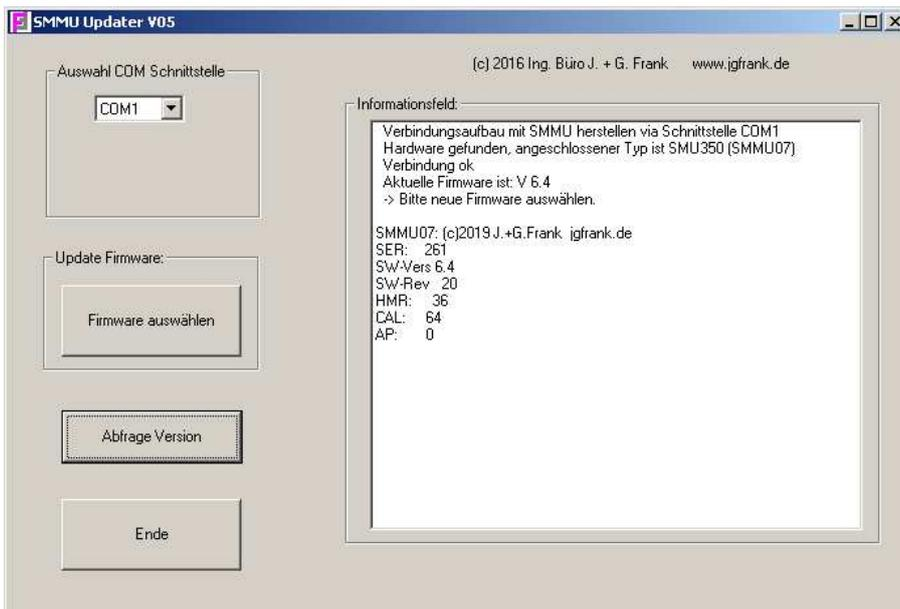 SMMU Updater V05
(c) 2016 Ing. Büro J. + G. Frank www.jgfrank.de
Auswahl COM Schnittstelle
COM1
Update Firmware:
Firmware auswählen
Abfrage Version
Ende
Informationsfeld:
Verbindungsaufbau mit SMMU herstellen via Schnittstelle COM1
Hardware gefunden, angeschlossener Typ ist SMU350 (SMMU07)
Verbindung ok
Aktuelle Firmware ist: V 6.4
-> Bitte neue Firmware auswählen.
SMMU07: (c)2019 J.+G.Frank jgfrank.de
SER: 261
SW-Vers 6.4
SW-Rev 20
HMR: 36
CAL: 64
AP: 0